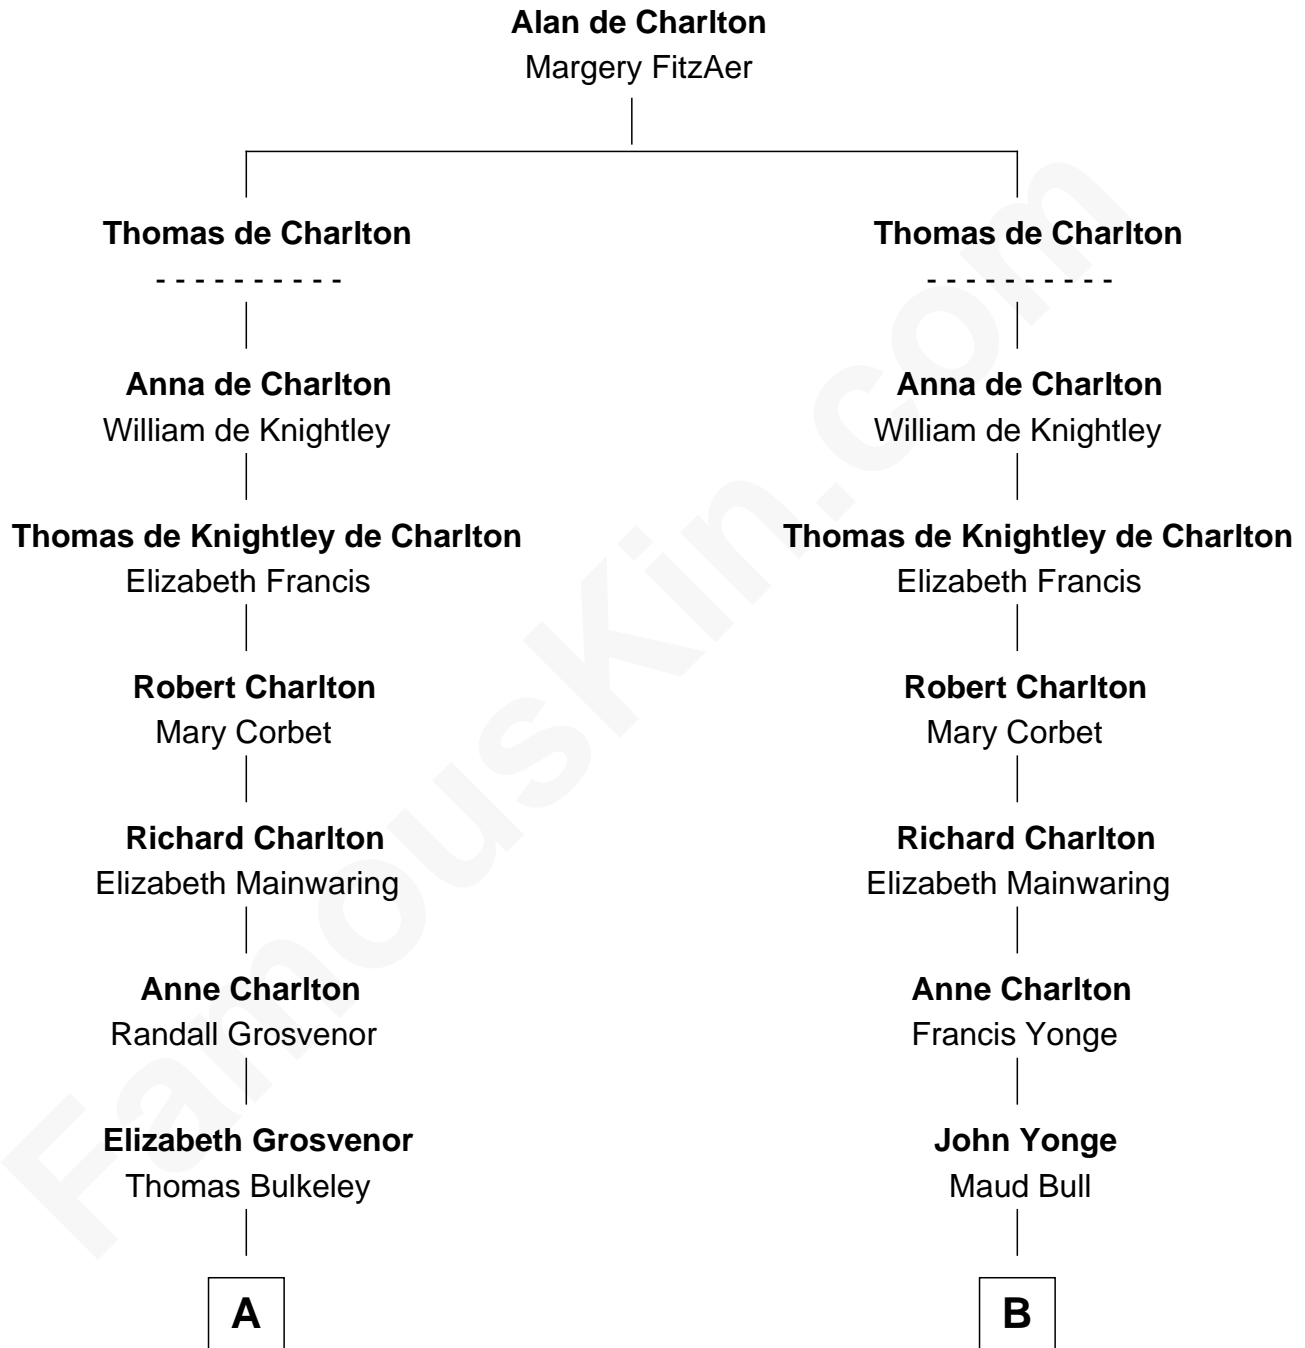 Alan de Charlton
Margery FitzAer
Thomas de Charlton
- - - - - - - - - -
Anna de Charlton
William de Knightley
Thomas de Knightley de Charlton
Elizabeth Francis
Robert Charlton
Mary Corbet
Richard Charlton
Elizabeth Mainwaring
Anne Charlton
Randall Grosvenor
Elizabeth Grosvenor
Thomas Bulkeley
A
Thomas de Charlton
- - - - - - - - - -
Anna de Charlton
William de Knightley
Thomas de Knightley de Charlton
Elizabeth Francis
Robert Charlton
Mary Corbet
Richard Charlton
Elizabeth Mainwaring
Anne Charlton
Francis Yonge
John Yonge
Maud Bull
B
FamousKin.com